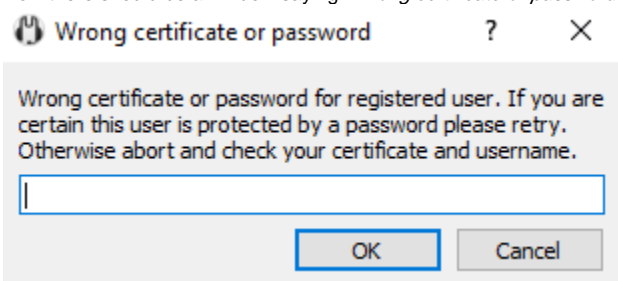 Wrong certificate or password
?
Wrong certificate or password for registered user. If you are
certain this user is protected by a password please retry.
Otherwise abort and check your certificate and username.
OK
Cancel